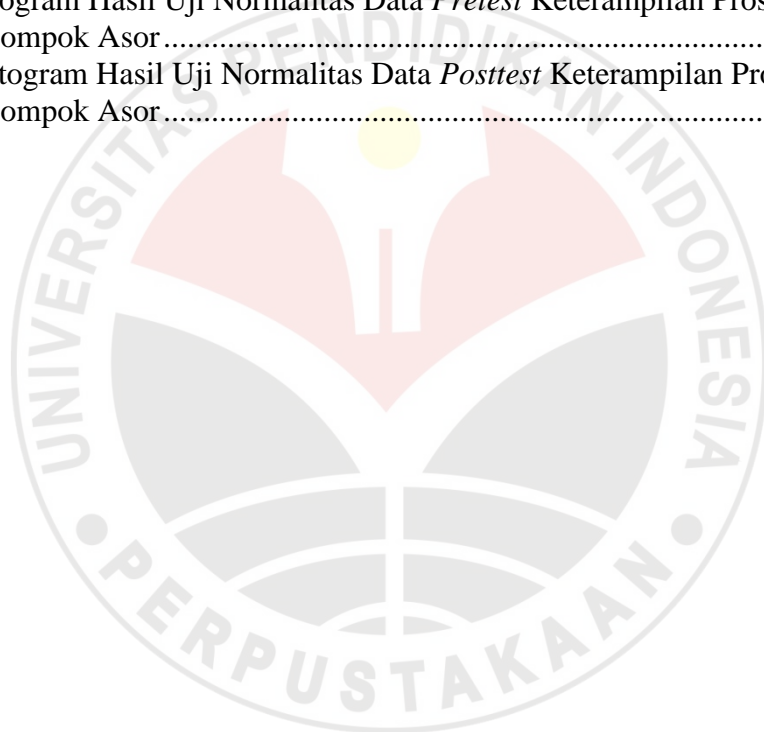 ogram Hasil Uji Normalitas Data Pretest Keterampilan Pros
ompok Asor..........................................................................
togram Hasil Uji Normalitas Data Posttest Keterampilan Pro
ompok Asor..........................................................................
UNIVERSITAS PENDIDIKAN INDONESIA
• PERPUSTAKAAN •